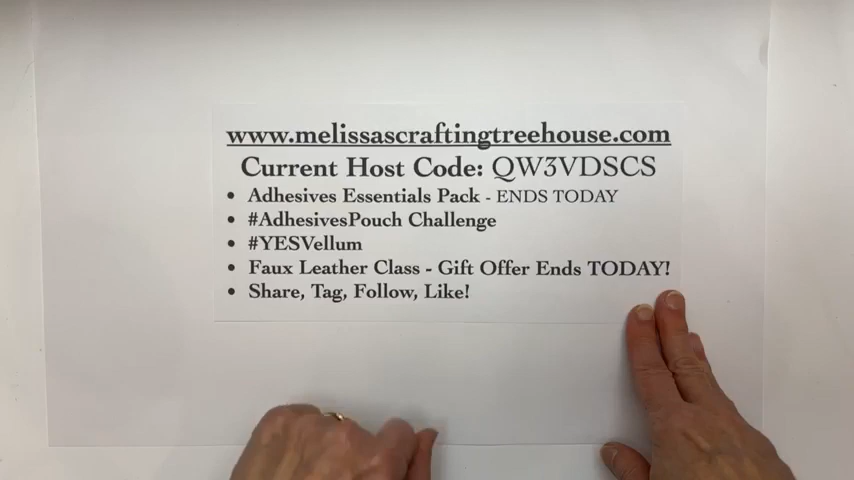 www.melissascraftingtreehouse.com
Current Host Code: QW3VDSCS
• Adhesives Essentials Pack - ENDS TODAY
• #AdhesivesPouch Challenge
• #YESVellum
• Faux Leather Class - Gift Offer Ends TODAY!
• Share, Tag, Follow, Like!